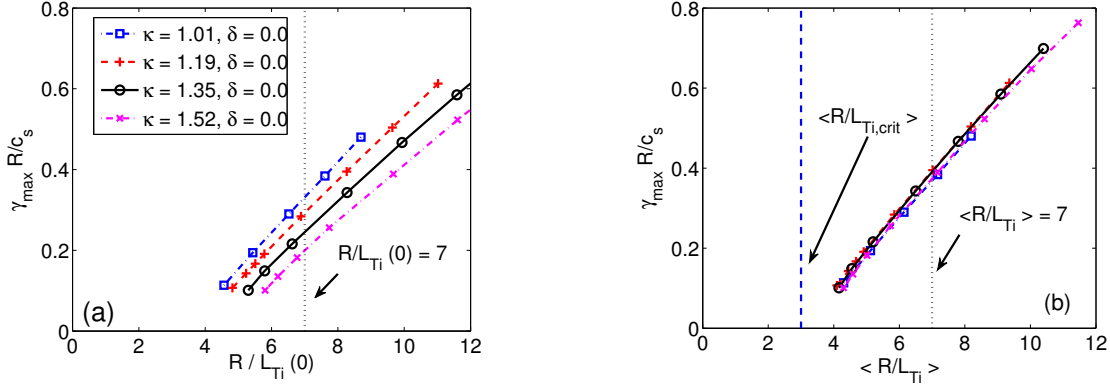 0.8
0.6
0.4
0.2
0
γmax R/cs
κ = 1.01, δ = 0.0
κ = 1.19, δ = 0.0
κ = 1.35, δ = 0.0
κ = 1.52, δ = 0.0
R/LTi (0) = 7
(a)
0 2 4 6 8 10 12
R / LTi (0)
0.8
0.6
0.4
0.2
0
γmax R/cs
<R/LTi,crit >
<R/LTi > = 7
(b)
0 2 4 6 8 10 12
< R/LTi >